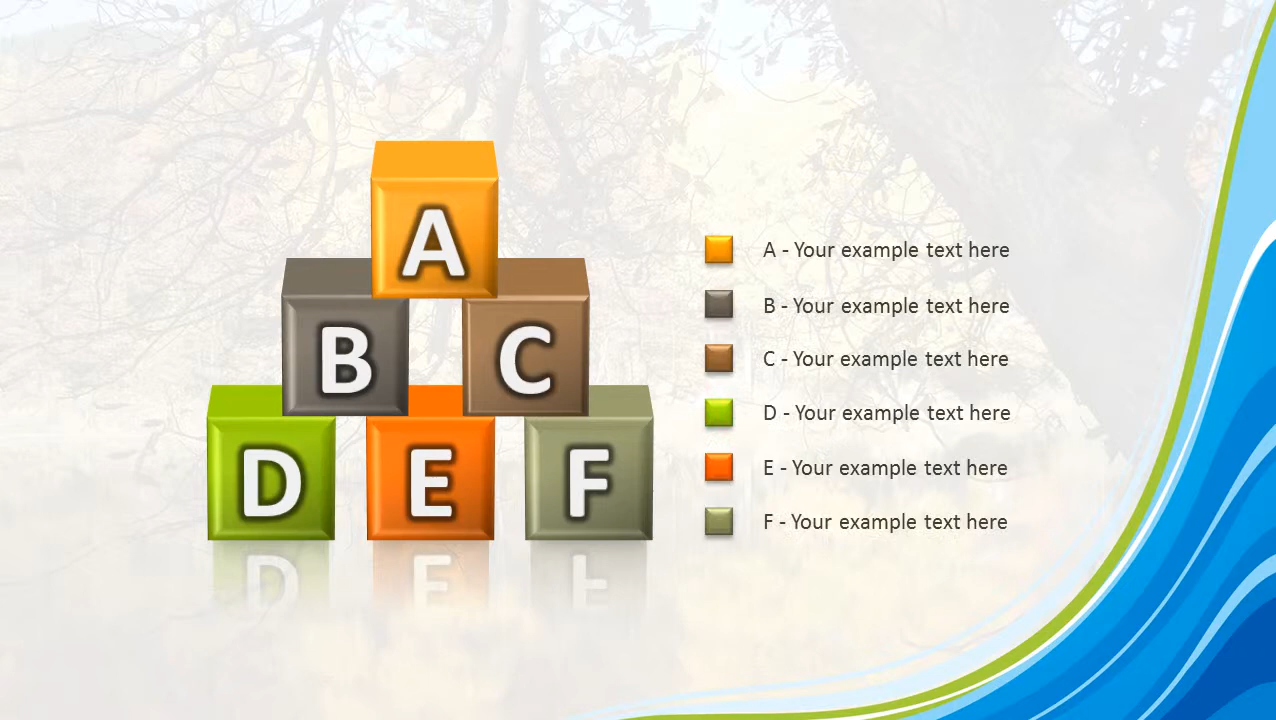 A
B C
D E F
A - Your example text here
B - Your example text here
C - Your example text here
D - Your example text here
E - Your example text here
F - Your example text here